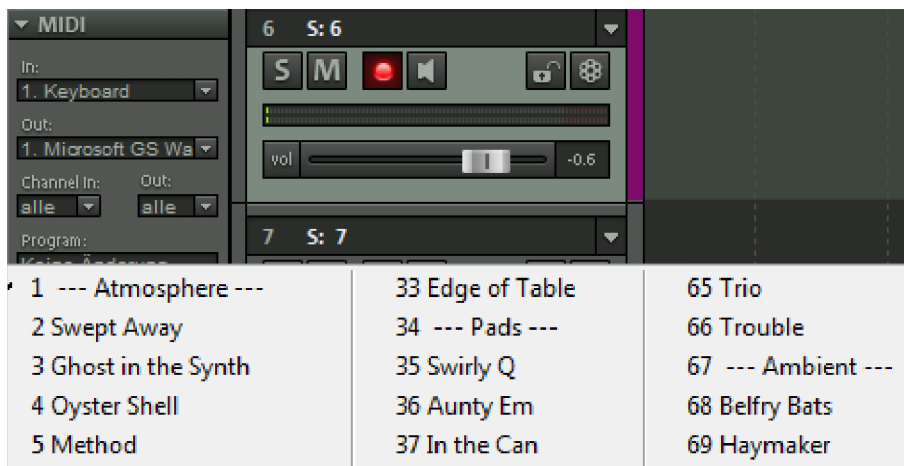 MIDI
In:
1. Keyboard
Out:
1. Microsoft GS Wa
Channel In: Out:
alle alle
Program:
Keine Änderung
6 S: 6
S M
vol -0.6
7 S: 7
1 --- Atmosphere ---
2 Swept Away
3 Ghost in the Synth
4 Oyster Shell
5 Method
33 Edge of Table
34 --- Pads ---
35 Swirly Q
36 Aunty Em
37 In the Can
65 Trio
66 Trouble
67 --- Ambient ---
68 Belfry Bats
69 Haymaker